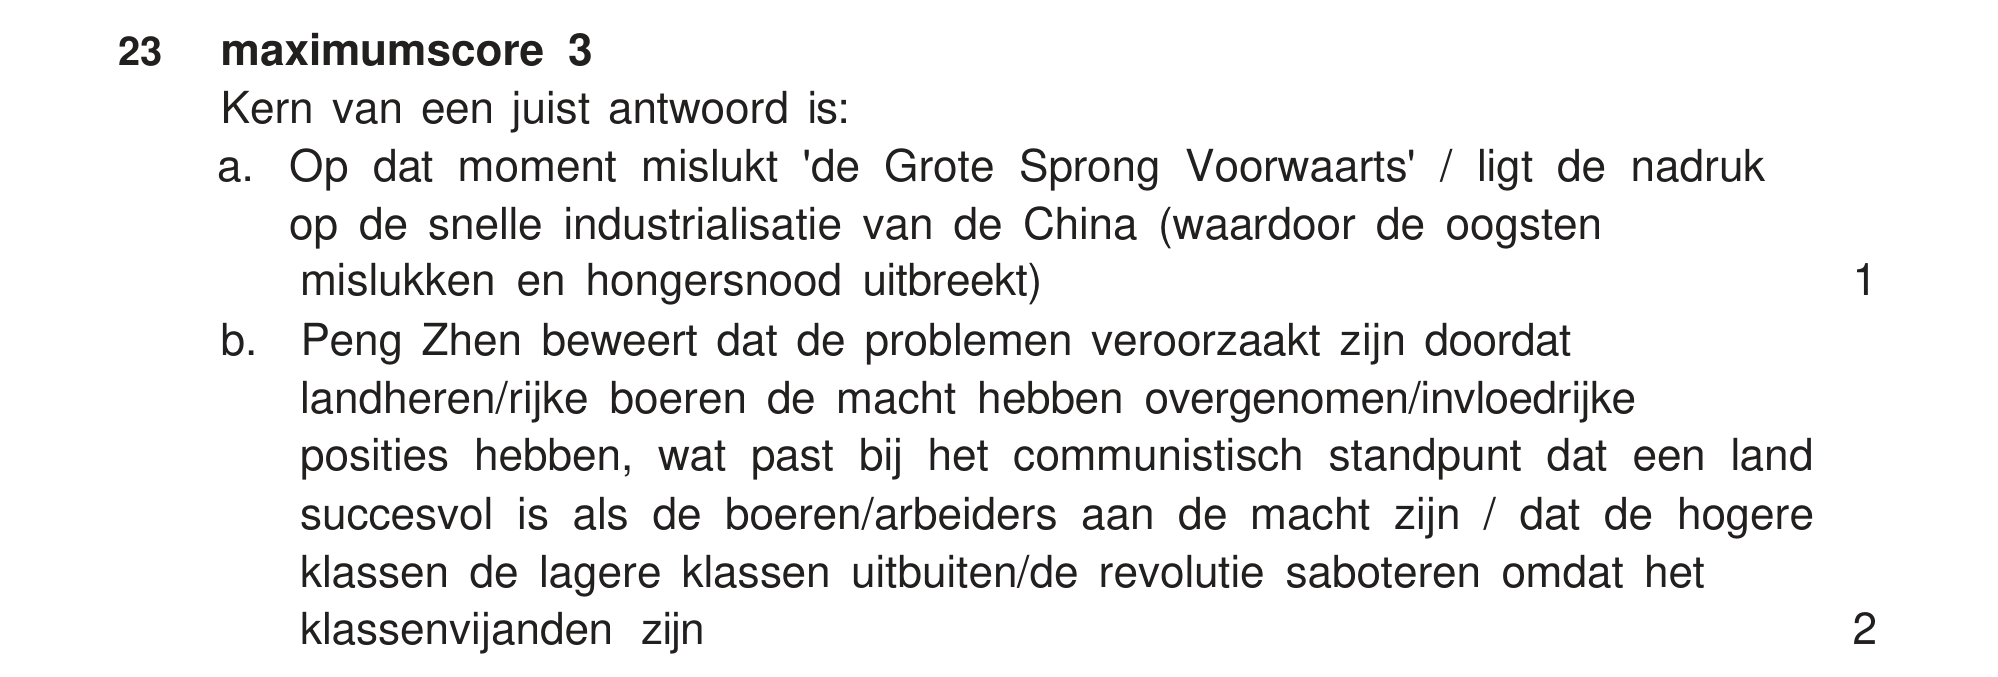 23 maximumscore 3
Kern van een juist antwoord is:
a. Op dat moment mislukt 'de Grote Sprong Voorwaarts' / ligt de nadruk
op de snelle industrialisatie van de China (waardoor de oogsten
mislukken en hongersnood uitbreekt) 1
b. Peng Zhen beweert dat de problemen veroorzaakt zijn doordat
landheren/rijke boeren de macht hebben overgenomen/invloedrijke
posities hebben, wat past bij het communistisch standpunt dat een land
succesvol is als de boeren/arbeiders aan de macht zijn / dat de hogere
klassen de lagere klassen uitbuiten/de revolutie saboteren omdat het
klassenvijanden zijn 2